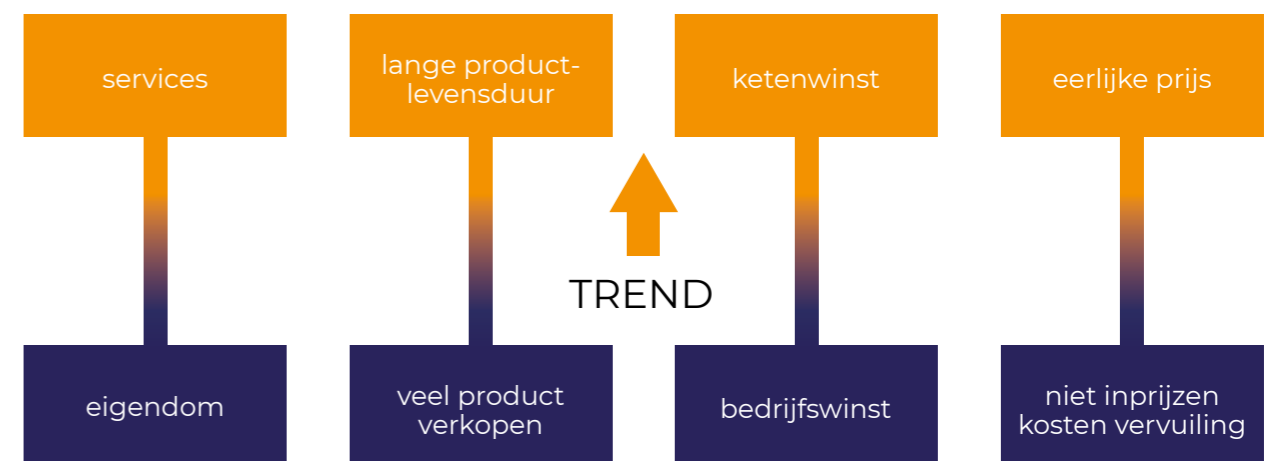 services
lange product-
levensduur
ketenwinst
eerlijke prijs
TREND
eigendom
veel product
verkopen
bedrijfswinst
niet inprijzen
kosten vervuiling